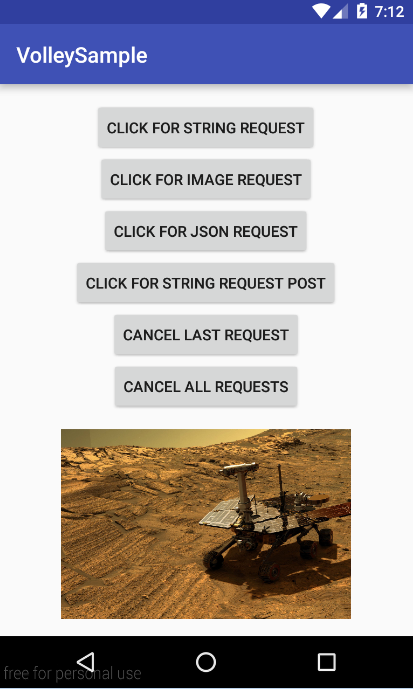 7:12
VolleySample
CLICK FOR STRING REQUEST
CLICK FOR IMAGE REQUEST
CLICK FOR JSON REQUEST
CLICK FOR STRING REQUEST POST
CANCEL LAST REQUEST
CANCEL ALL REQUESTS
free for personal use